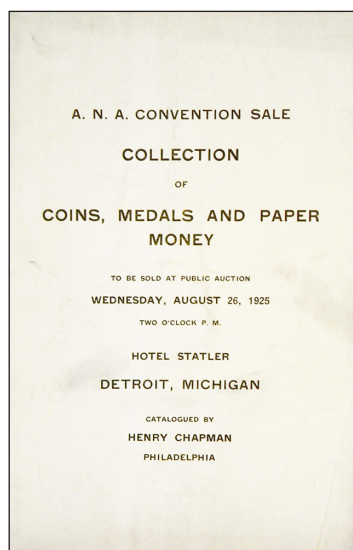 A. N. A. CONVENTION SALE
COLLECTION
OF
COINS, MEDALS AND PAPER
MONEY
TO BE SOLD AT PUBLIC AUCTION
WEDNESDAY, AUGUST 26, 1925
TWO O'CLOCK P. M.
HOTEL STATLER
DETROIT, MICHIGAN
CATALOGUED BY
HENRY CHAPMAN
PHILADELPHIA